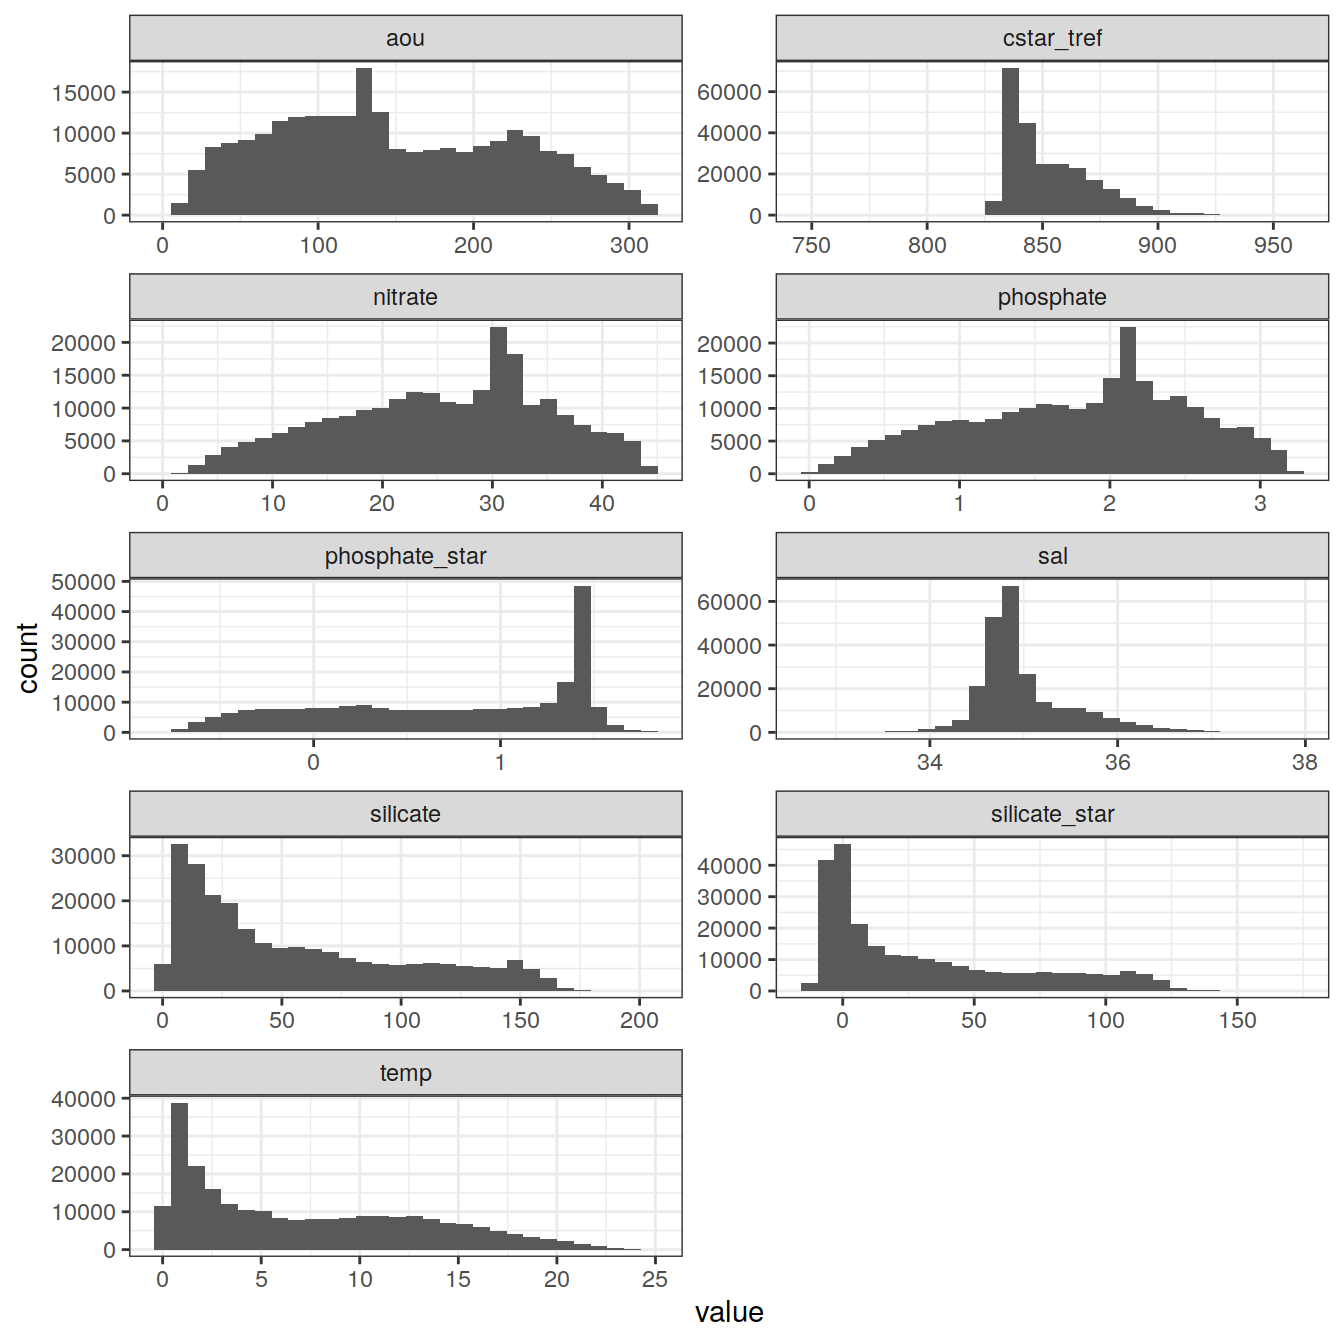 aou
cstar_tref
15000
10000
5000
0
0 100 200 300
60000
40000
20000
0
750 800 850 900 950
nitrate
phosphate
20000
15000
10000
5000
0
0 10 20 30 40
20000
15000
10000
5000
0
0 1 2 3
phosphate_star
sal
50000
40000
30000
20000
10000
0
0 1
60000
40000
20000
0
34 36 38
silicate
silicate_star
30000
20000
10000
0
0 50 100 150 200
40000
30000
20000
10000
0
0 50 100 150
temp
40000
30000
20000
10000
0
0 5 10 15 20 25
count
value